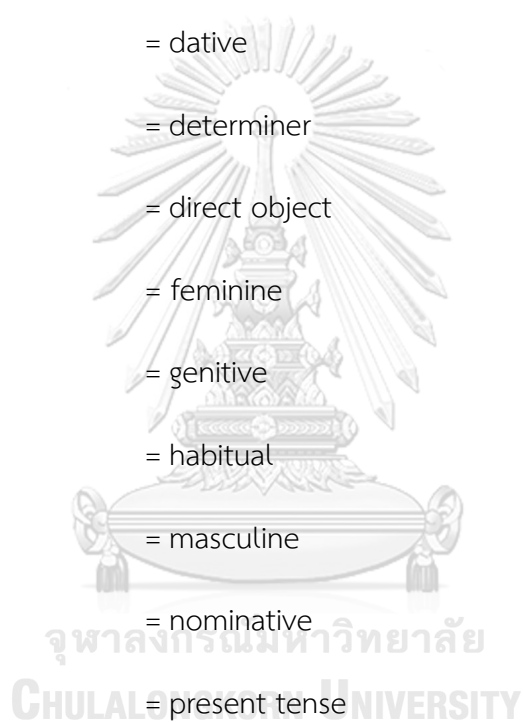 = dative
= determiner
= direct object
= feminine
= genitive
= habitual
= masculine
= nominative
จุฬาลงกรณ์มหาวิทยาลัย
= present tense
CHULALONGKORN UNIVERSITY